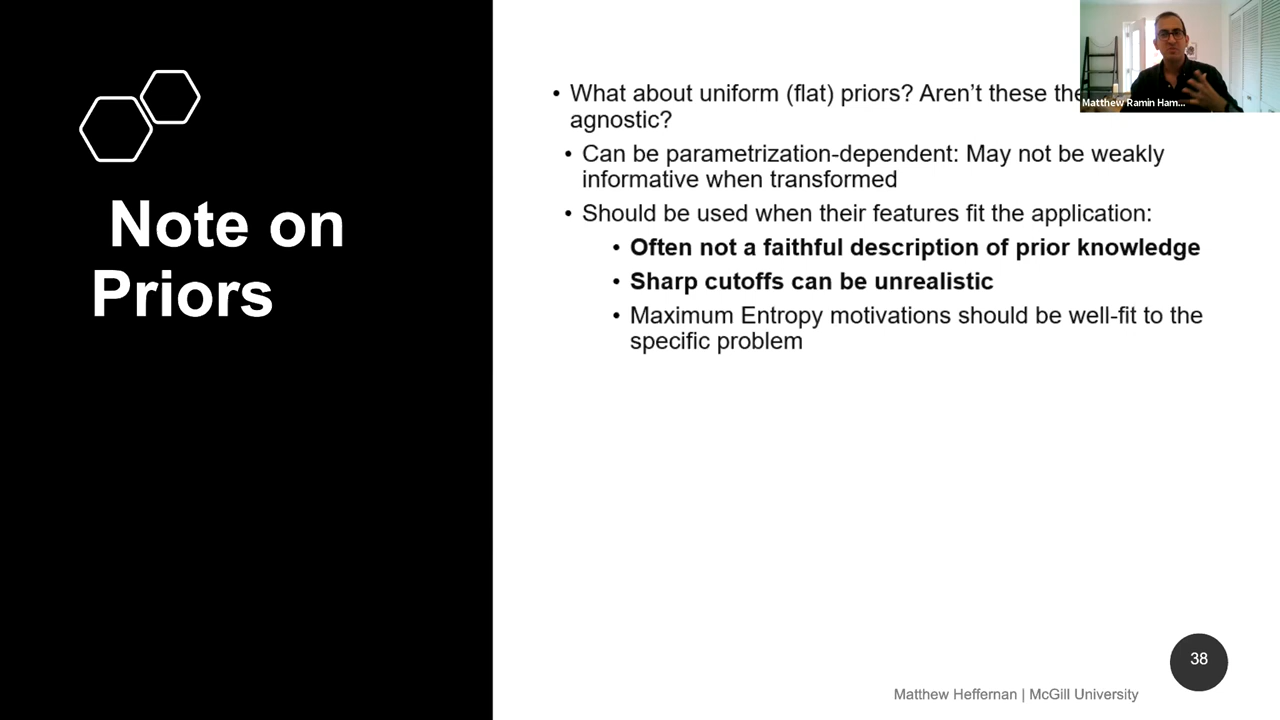 Note on
Priors
• What about uniform (flat) priors? Aren’t these
agnostic?
• Can be parametrization-dependent: May not be weakly
informative when transformed
• Should be used when their features fit the application:
• Often not a faithful description of prior knowledge
• Sharp cutoffs can be unrealistic
• Maximum Entropy motivations should be well-fit to the
specific problem
Matthew Ramin Ham...
38
Matthew Heffernan | McGill University